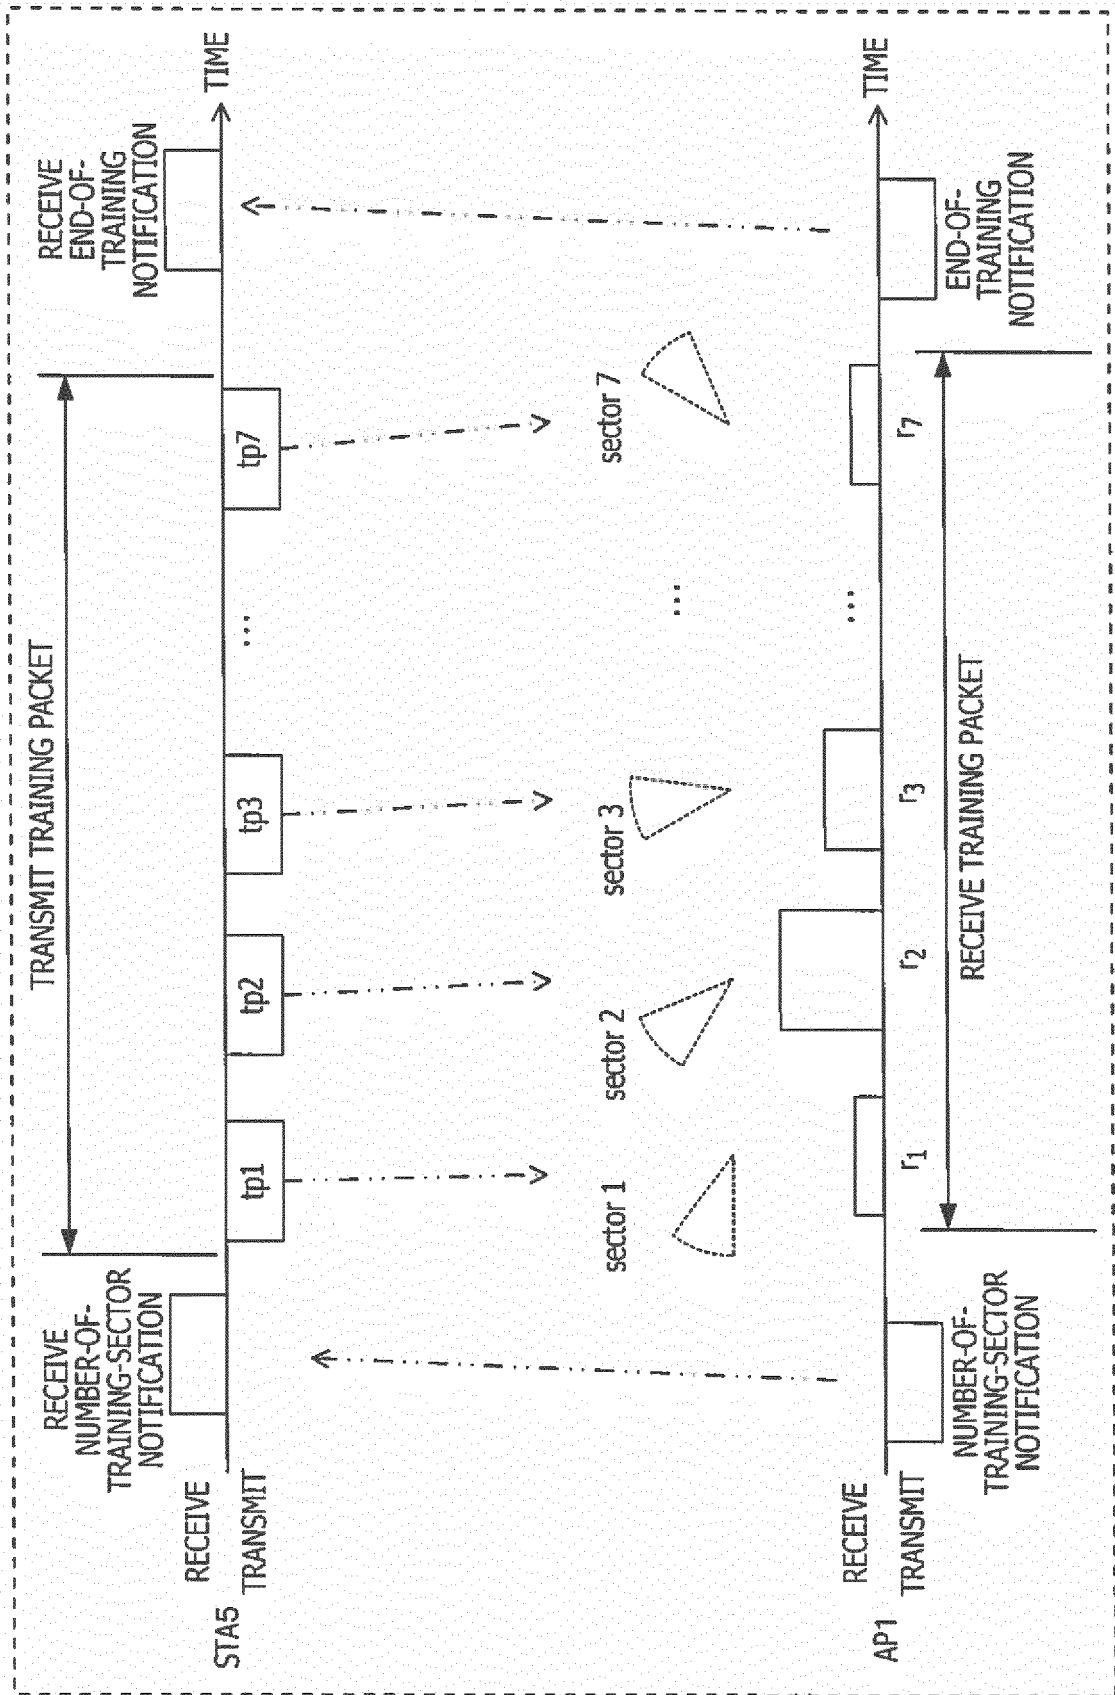 RECEIVE
NUMBER-OF-
TRAINING-SECTOR
NOTIFICATION
TRANSMIT TRAINING PACKET
RECEIVE
END-OF-
TRAINING
NOTIFICATION
RECEIVE
STA5
TRANSMIT
tp1
tp2
tp3
...
tp7
TIME
sector 1
sector 2
sector 3
...
sector 7
RECEIVE
AP1
TRANSMIT
...
TIME
r1
r2
r3
r7
NUMBER-OF-
TRAINING-SECTOR
NOTIFICATION
RECEIVE TRAINING PACKET
END-OF-
TRAINING
NOTIFICATION